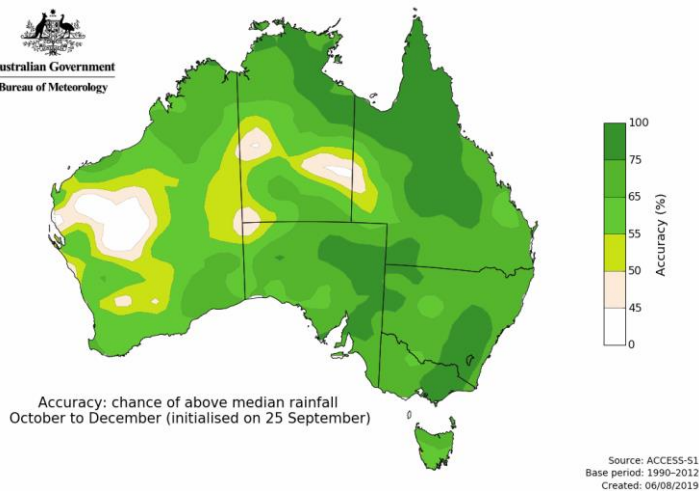 ustralian Government
Bureau of Meteorology
100
75
65
55
50
45
0
Accuracy (%)
Accuracy: chance of above median rainfall
October to December (initialised on 25 September)
Source: ACCESS-S1
Base period: 1990–2012
Created: 06/08/2019